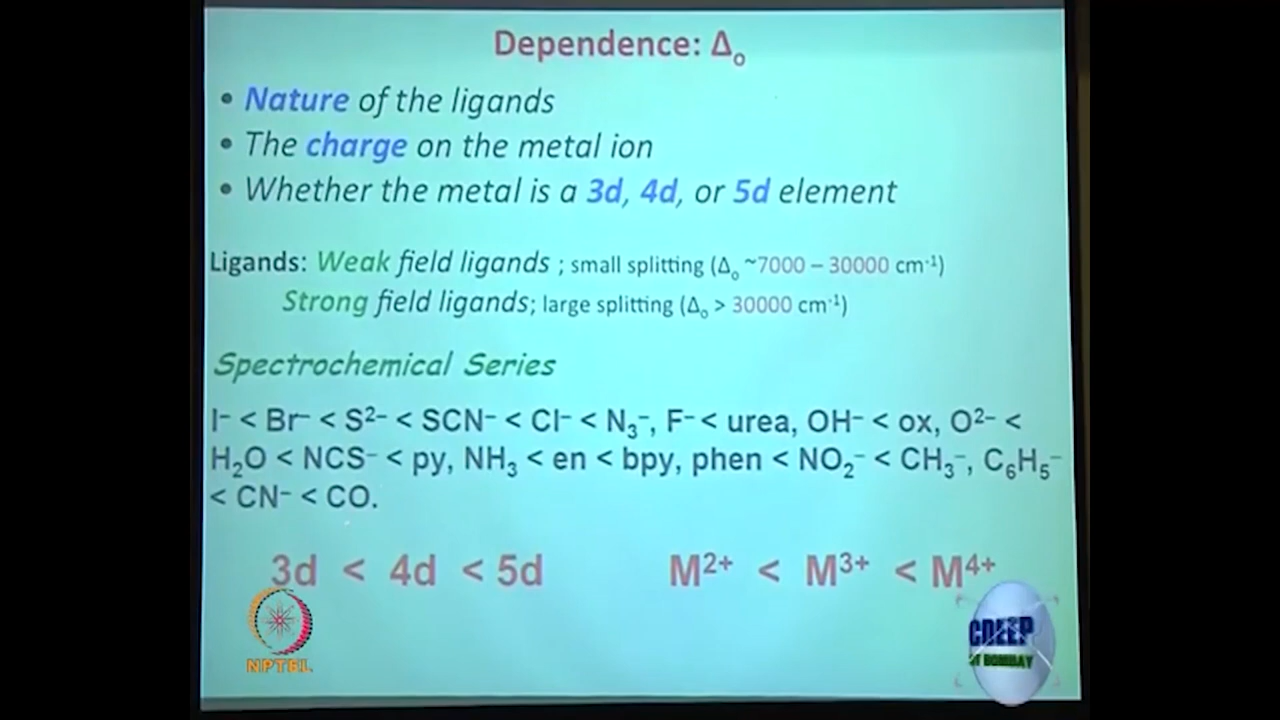 Dependence: Δₒ
• Nature of the ligands
• The charge on the metal ion
• Whether the metal is a 3d, 4d, or 5d element
Ligands: Weak field ligands ; small splitting (Δₒ ~7000 – 30000 cm⁻¹)
Strong field ligands; large splitting (Δₒ > 30000 cm⁻¹)
Spectrochemical Series
I⁻ < Br⁻ < S²⁻ < SCN⁻ < Cl⁻ < N₃⁻, F⁻ < urea, OH⁻ < ox, O²⁻ <
H₂O < NCS⁻ < py, NH₃ < en < bpy, phen < NO₂⁻ < CH₃⁻, C₆H₅⁻
< CN⁻ < CO.
3d < 4d < 5d M²⁺ < M³⁺ < M⁴⁺
NPTEL
CDEEP
IIT BOMBAY